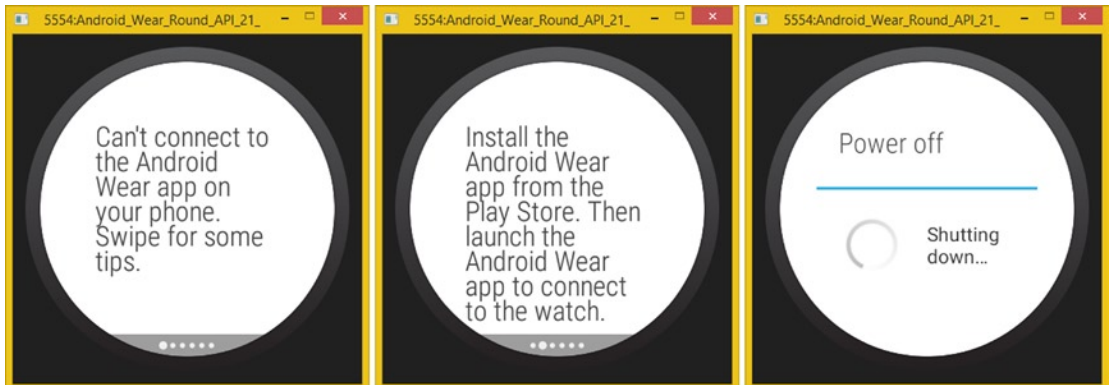 5554:Android_Wear_Round_API_21_
Can't connect to
the Android
Wear app on
your phone.
Swipe for some
tips.
5554:Android_Wear_Round_API_21_
Install the
Android Wear
app from the
Play Store. Then
launch the
Android Wear
app to connect
to the watch.
5554:Android_Wear_Round_API_21_
Power off
Shutting
down...